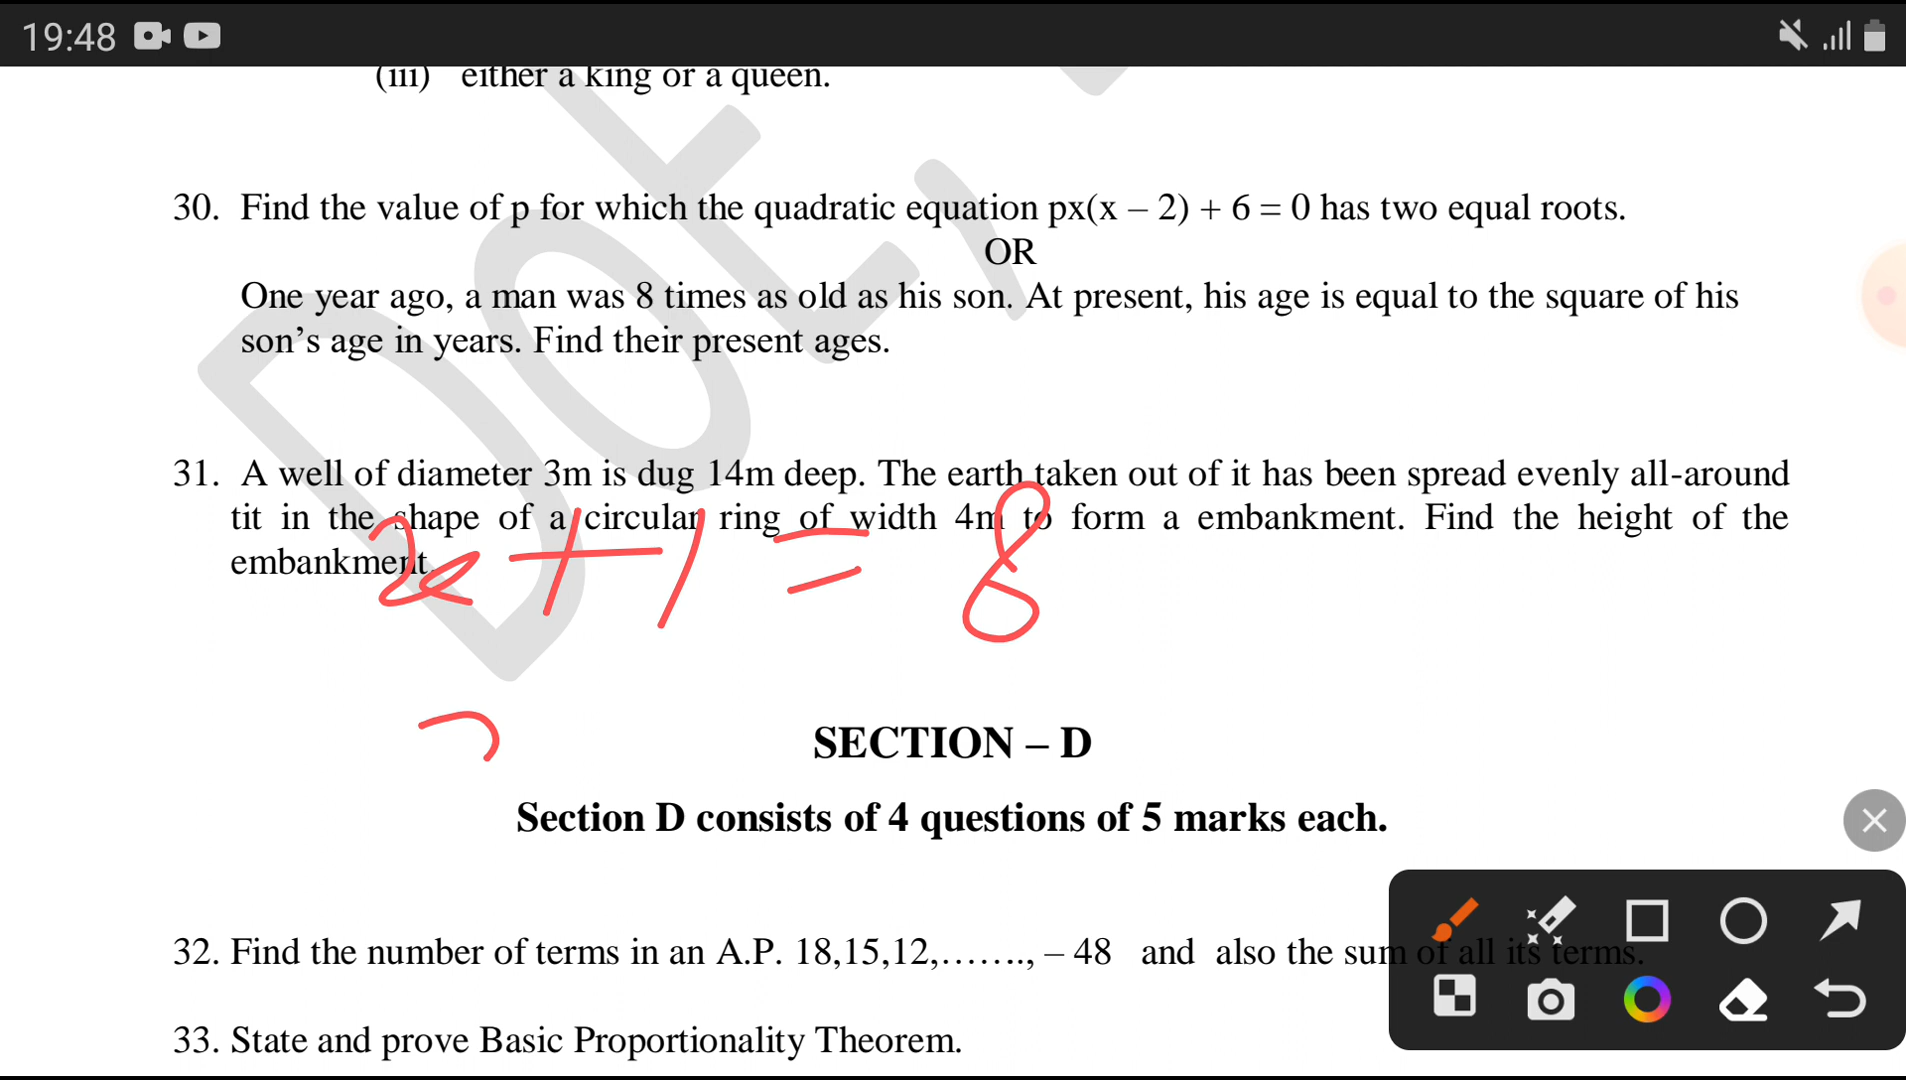 19:48
(iii) either a king or a queen.
30. Find the value of p for which the quadratic equation px(x – 2) + 6 = 0 has two equal roots.
OR
One year ago, a man was 8 times as old as his son. At present, his age is equal to the square of his
son’s age in years. Find their present ages.
31. A well of diameter 3m is dug 14m deep. The earth taken out of it has been spread evenly all-around
tit in the shape of a circular ring of width 4m to form a embankment. Find the height of the
embankment.
2x + 1 = 8
SECTION – D
Section D consists of 4 questions of 5 marks each.
32. Find the number of terms in an A.P. 18,15,12,……., – 48 and also the sum of all its terms.
33. State and prove Basic Proportionality Theorem.